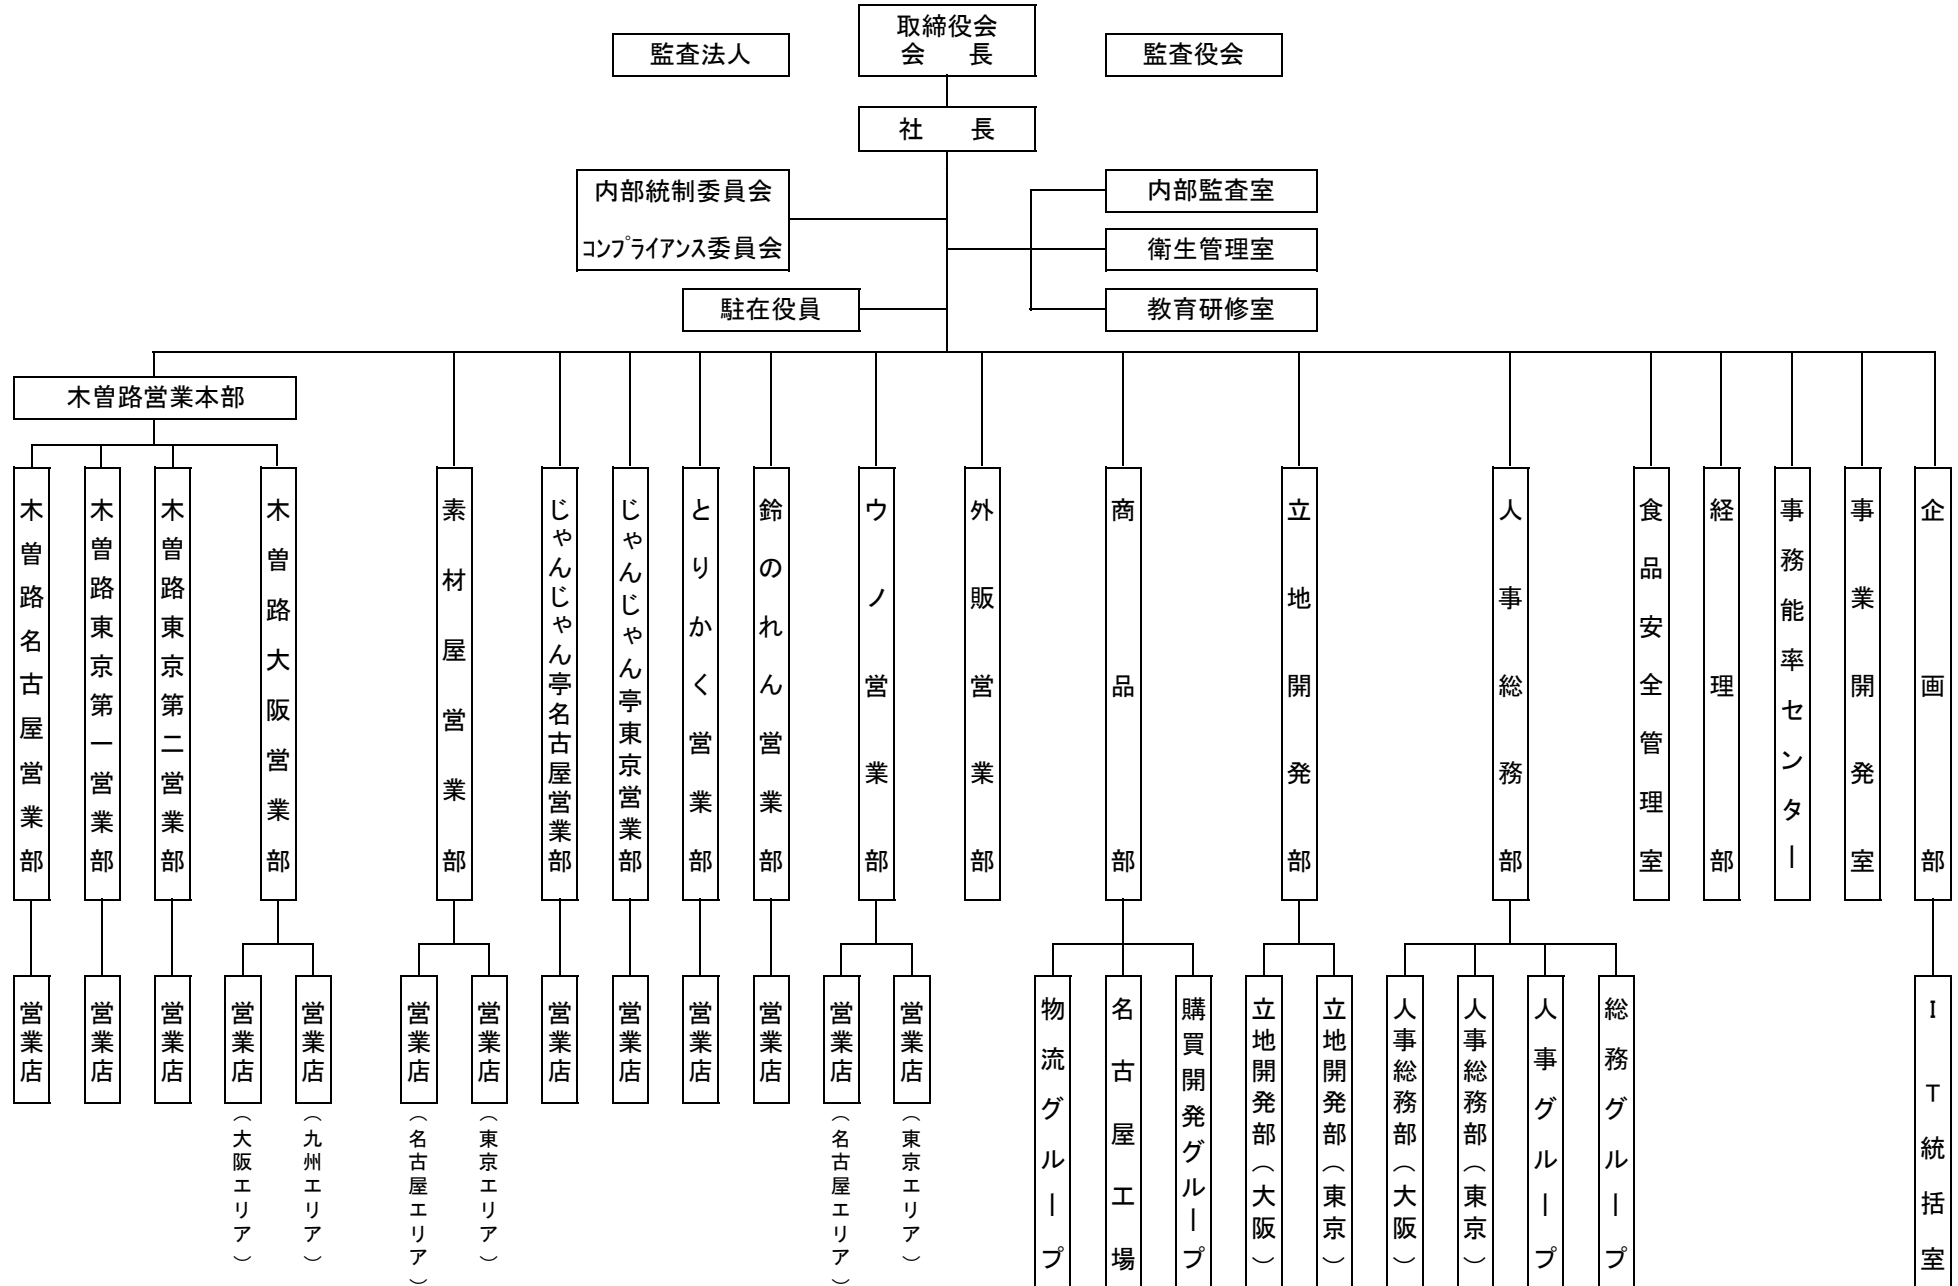 取締役会
会　　長
監査法人
監査役会
社　　長
内部統制委員会
ｺﾝﾌﾟﾗｲｱﾝｽ委員会
内部監査室
衛生管理室
教育研修室
駐在役員
木曽路営業本部
木曽路名古屋営業部
木曽路東京第一営業部
木曽路東京第二営業部
木曽路大阪営業部
素材屋営業部
じゃんじゃん亭名古屋営業部
じゃんじゃん亭東京営業部
とりかく営業部
鈴のれん営業部
ウノ営業部
外販営業部
商品部
立地開発部
人事総務部
食品安全管理室
経理部
事務能率センター
事業開発室
企画部
営業店
営業店
営業店
営業店
（大阪エリア）
営業店
（九州エリア）
営業店
（名古屋エリア）
営業店
（東京エリア）
営業店
営業店
営業店
営業店
営業店
（名古屋エリア）
営業店
（東京エリア）
物流グループ
名古屋工場
購買開発グループ
立地開発部（大阪）
立地開発部（東京）
人事総務部（大阪）
人事総務部（東京）
人事グループ
総務グループ
ＩＴ統括室